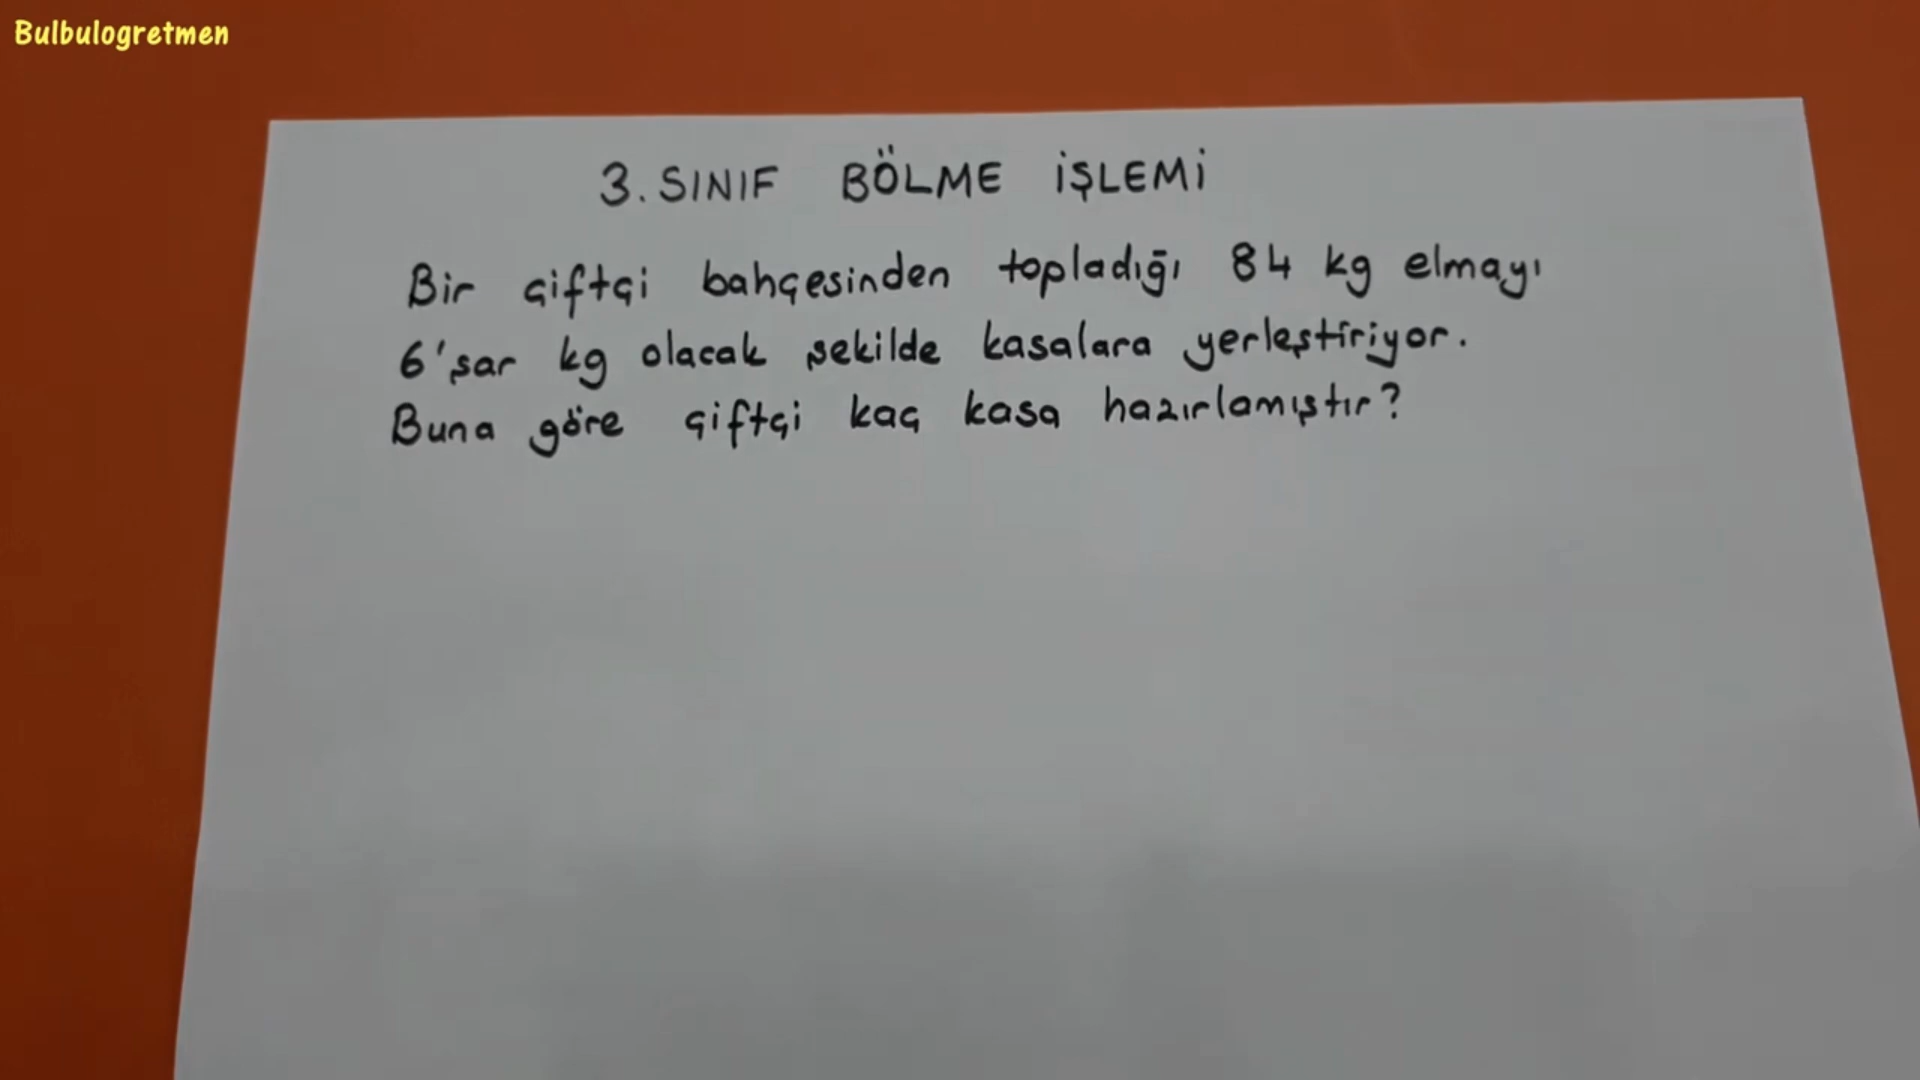 Bulbulogretmen
3. SINIF BÖLME İŞLEMİ
Bir çiftçi bahçesinden topladığı 84 kg elmayı
6'şar kg olacak şekilde kasalara yerleştiriyor.
Buna göre çiftçi kaç kasa hazırlamıştır?